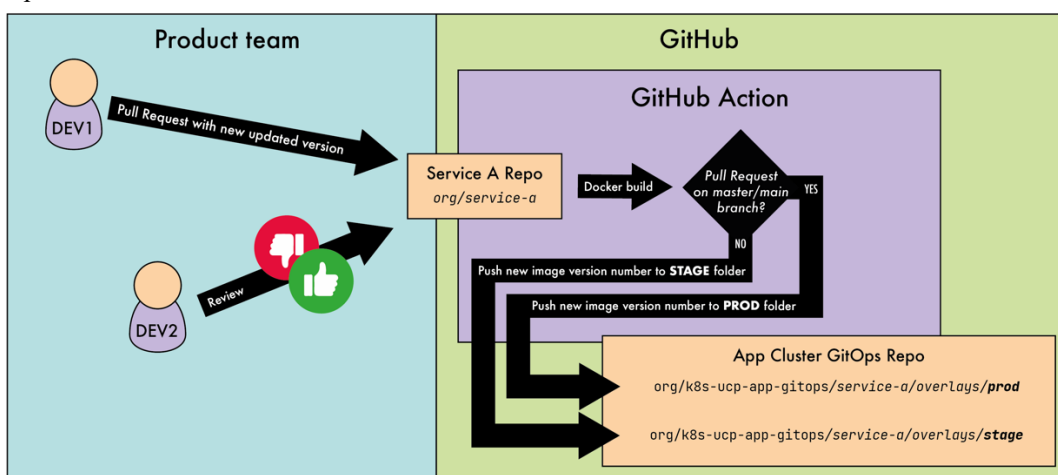 Product team
GitHub
GitHub Action
DEV1
Pull Request with new updated version
Service A Repo
org/service-a
Docker build
Pull Request
on master/main
branch?
YES
NO
Review
DEV2
Push new image version number to STAGE folder
Push new image version number to PROD folder
App Cluster GitOps Repo
org/k8s-ucp-app-gitops/service-a/overlays/prod
org/k8s-ucp-app-gitops/service-a/overlays/stage